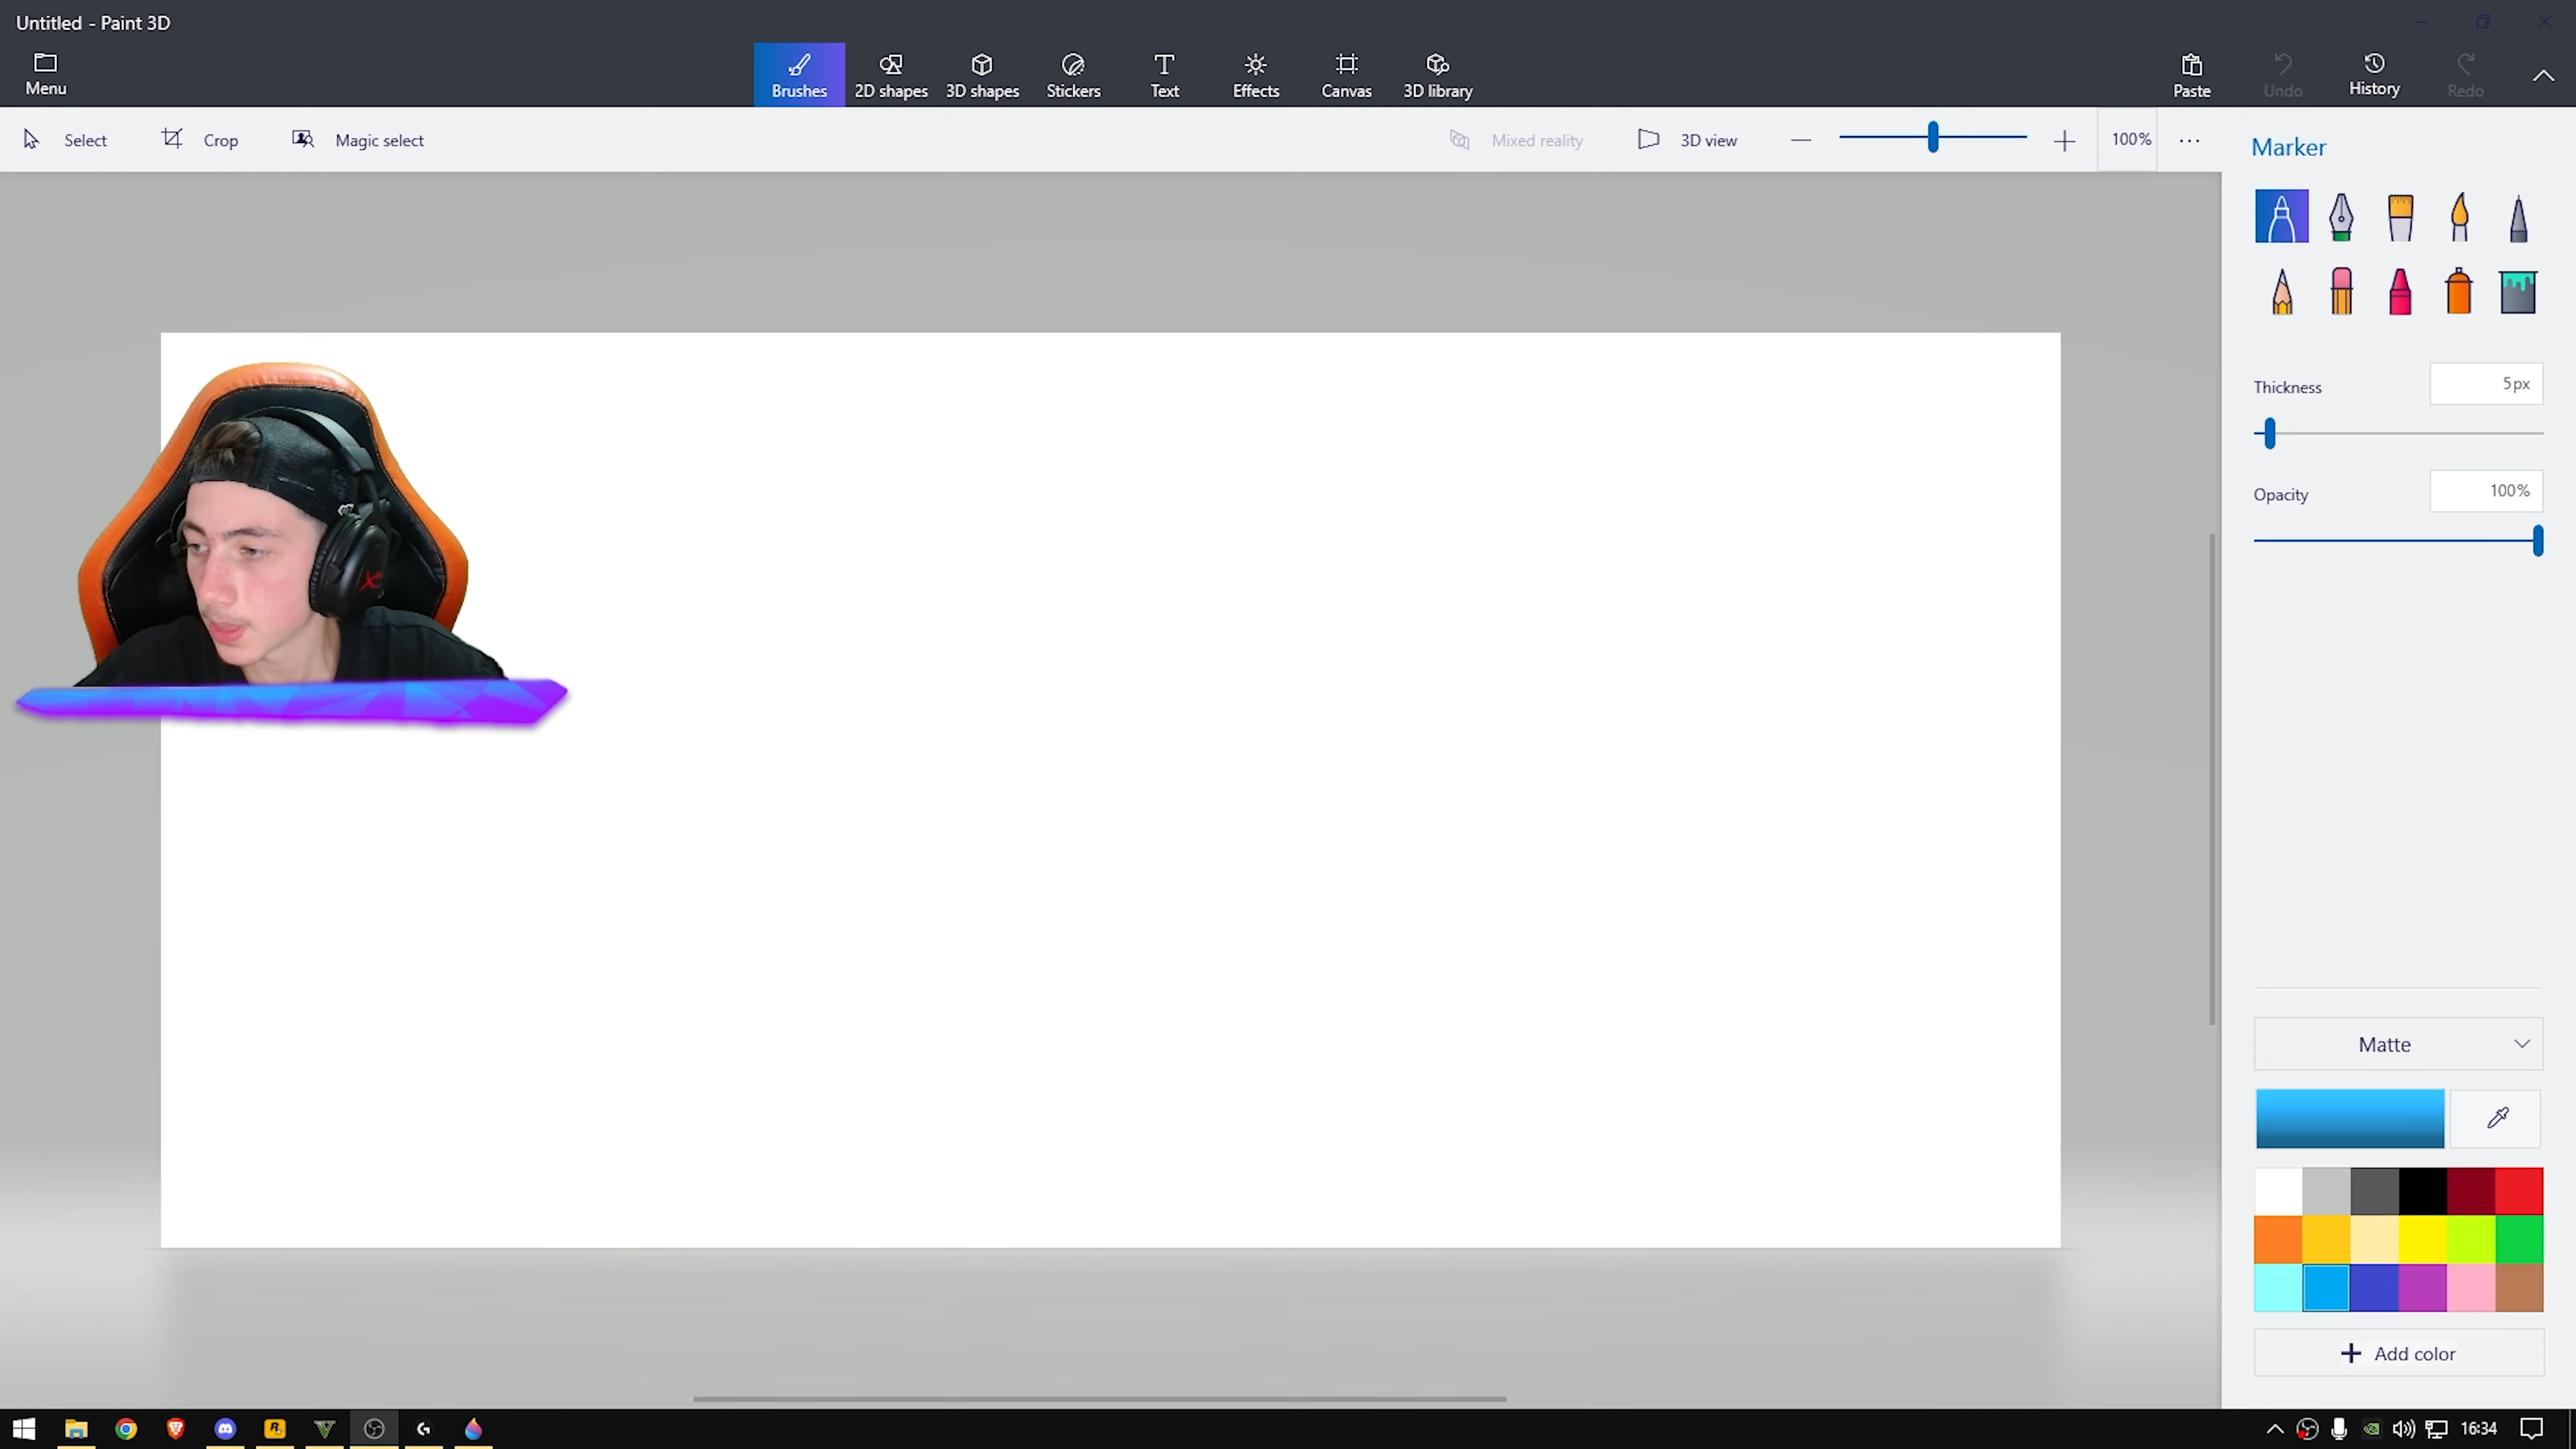 Untitled - Paint 3D
Menu
Brushes
2D shapes
3D shapes
Stickers
Text
Effects
Canvas
3D library
Paste
Undo
History
Redo
Select
Crop
Magic select
Mixed reality
3D view
100%
Marker
Thickness
5px
Opacity
100%
Matte
Add color
16:34